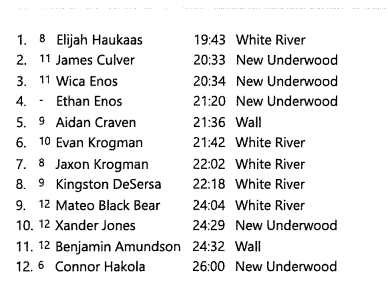 1. 8 Elijah Haukaas 19:43 White River
2. 11 James Culver 20:33 New Underwood
3. 11 Wica Enos 20:34 New Underwood
4. - Ethan Enos 21:20 New Underwood
5. 9 Aidan Craven 21:36 Wall
6. 10 Evan Krogman 21:42 White River
7. 8 Jaxon Krogman 22:02 White River
8. 9 Kingston DeSersa 22:18 White River
9. 12 Mateo Black Bear 24:04 White River
10. 12 Xander Jones 24:29 New Underwood
11. 12 Benjamin Amundson 24:32 Wall
12. 6 Connor Hakola 26:00 New Underwood